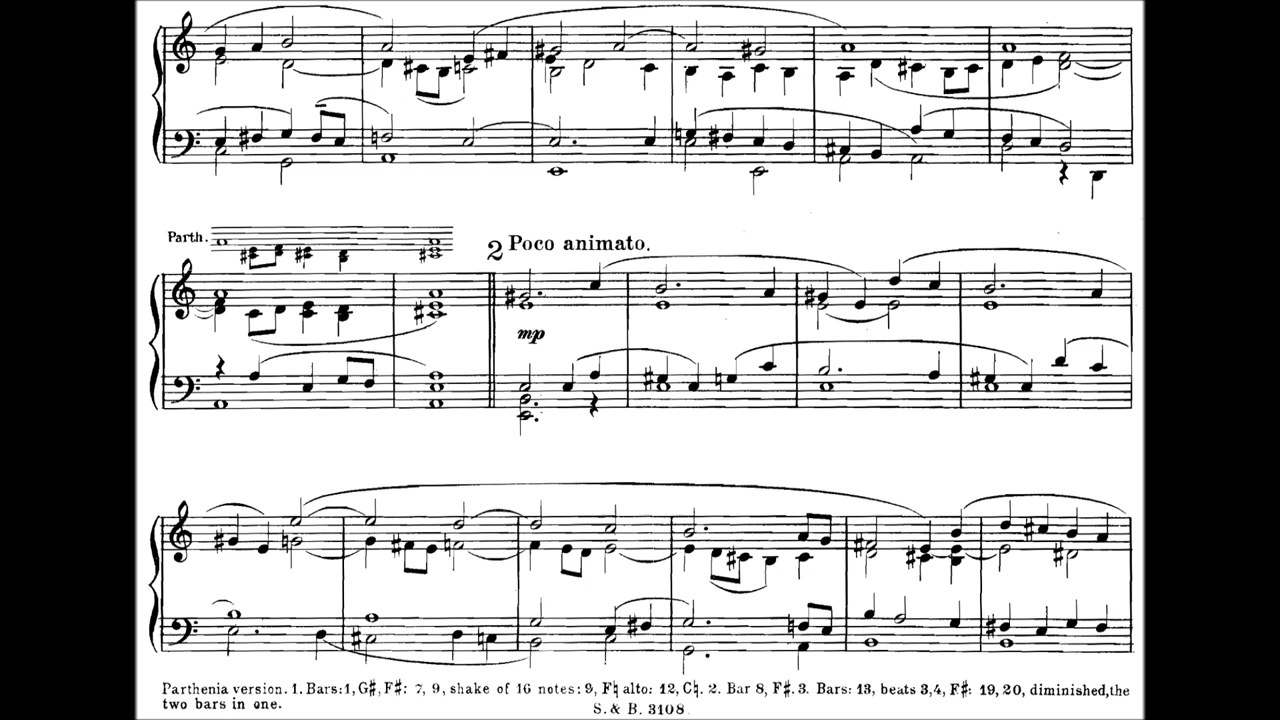 Parth.
2 Poco animato.
mp
Parthenia version. 1. Bars: 1, G♯, F♯: 7, 9, shake of 16 notes: 9, F♮ alto: 12, C♮. 2. Bar 8, F♯. 3. Bars: 13, beats 3,4, F♯: 19, 20, diminished, the
two bars in one.
S. & B. 3108.